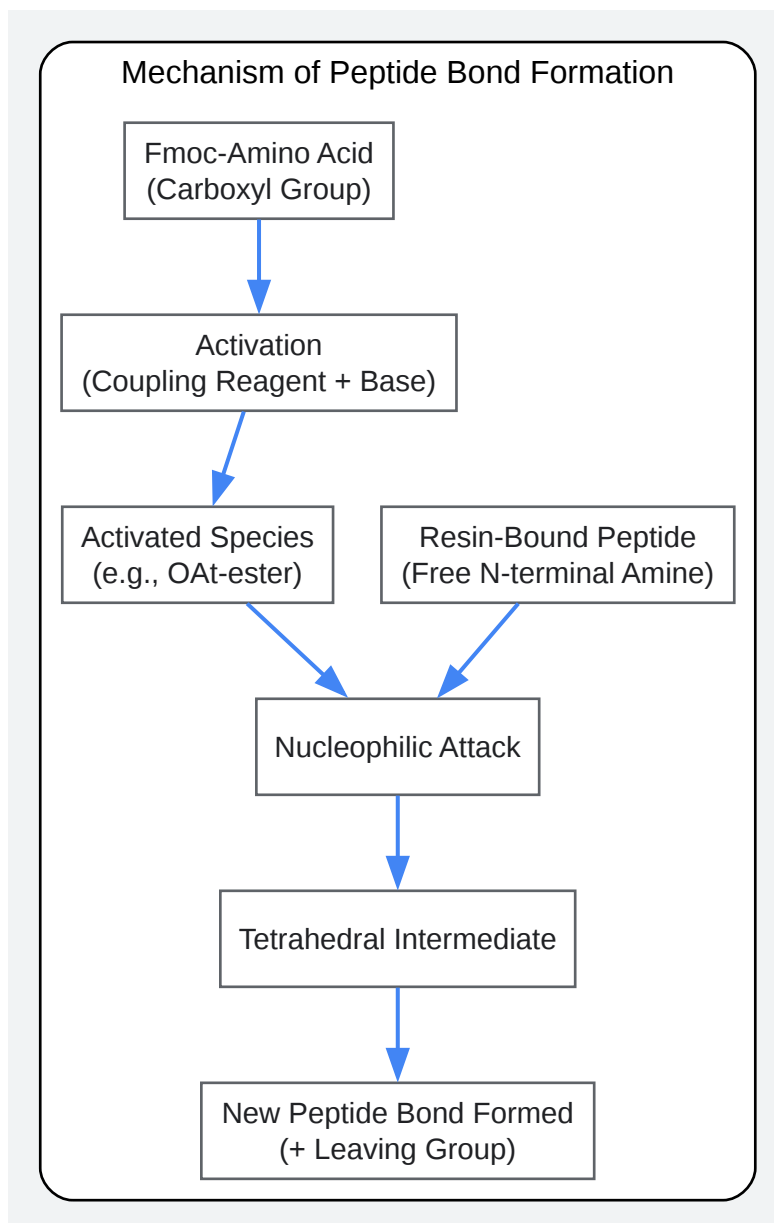 Mechanism of Peptide Bond Formation
Fmoc-Amino Acid
(Carboxyl Group)
Activation
(Coupling Reagent + Base)
Activated Species
(e.g., OAt-ester)
Resin-Bound Peptide
(Free N-terminal Amine)
Nucleophilic Attack
Tetrahedral Intermediate
New Peptide Bond Formed
(+ Leaving Group)